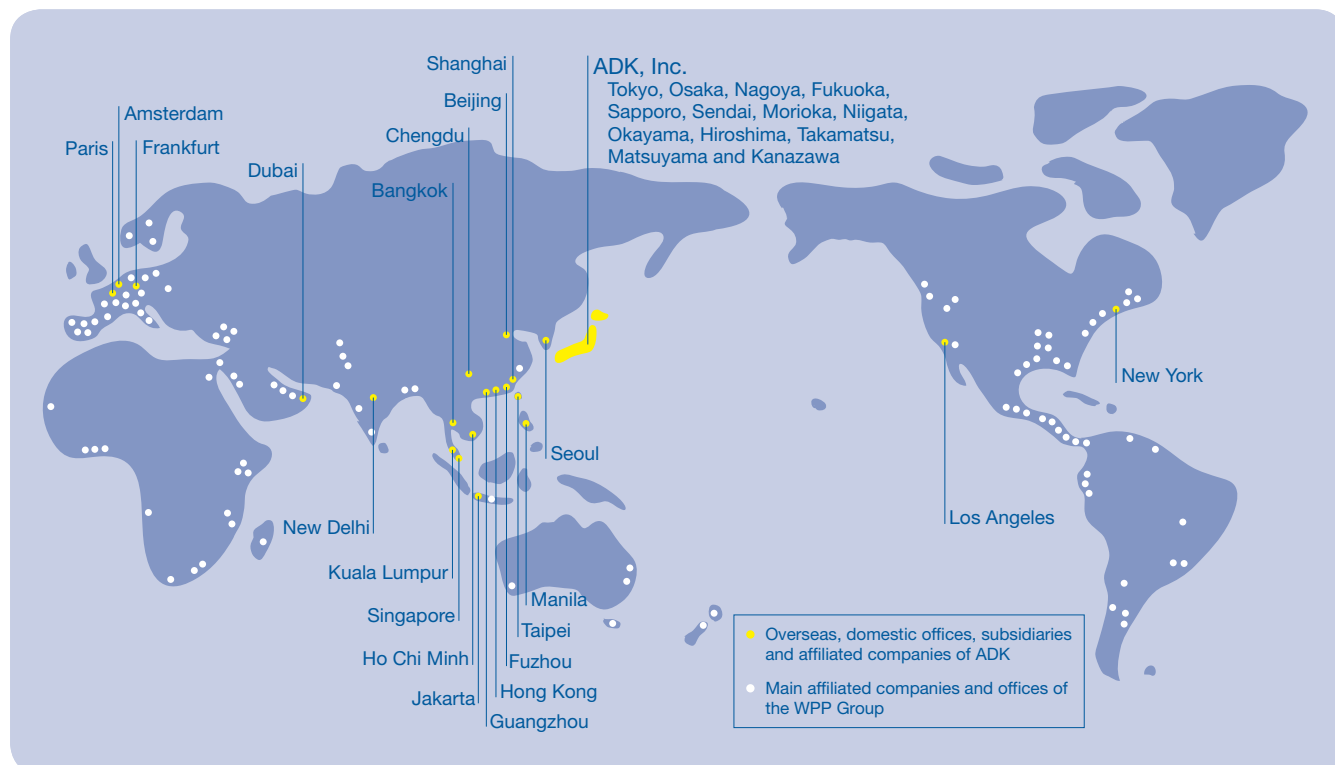 Shanghai
ADK, Inc.
Tokyo, Osaka, Nagoya, Fukuoka,
Sapporo, Sendai, Morioka, Niigata,
Okayama, Hiroshima, Takamatsu,
Matsuyama and Kanazawa
Beijing
Amsterdam
Chengdu
Paris
Frankfurt
Dubai
Bangkok
New York
Seoul
Los Angeles
New Delhi
Kuala Lumpur
Manila
Singapore
Taipei
Ho Chi Minh
Fuzhou
Jakarta
Hong Kong
Guangzhou
Overseas, domestic offices, subsidiaries
and affiliated companies of ADK
Main affiliated companies and offices of
the WPP Group